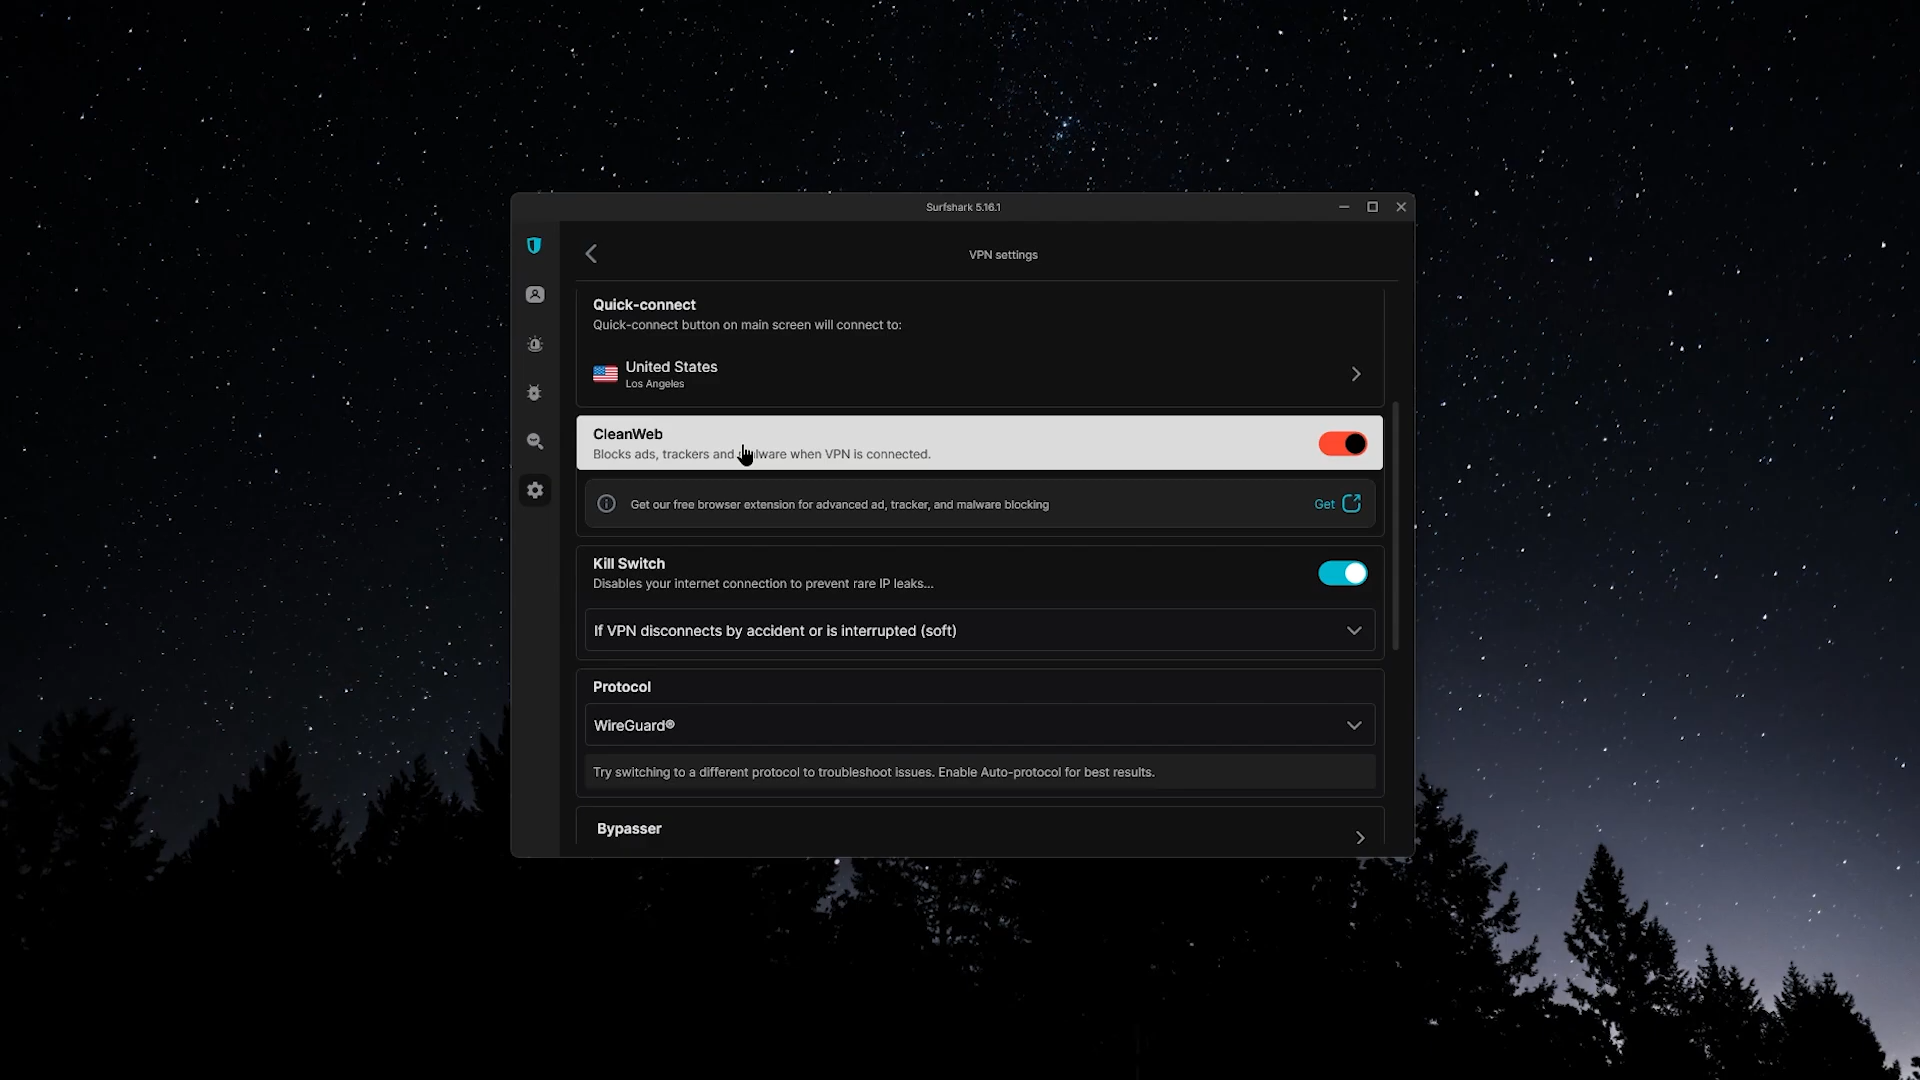 Surfshark 5.16.1
VPN settings
Quick-connect
Quick-connect button on main screen will connect to:
United States
Los Angeles
CleanWeb
Blocks ads, trackers and malware when VPN is connected.
Get our free browser extension for advanced ad, tracker, and malware blocking
Get
Kill Switch
Disables your internet connection to prevent rare IP leaks...
If VPN disconnects by accident or is interrupted (soft)
Protocol
WireGuard®
Try switching to a different protocol to troubleshoot issues. Enable Auto-protocol for best results.
Bypasser